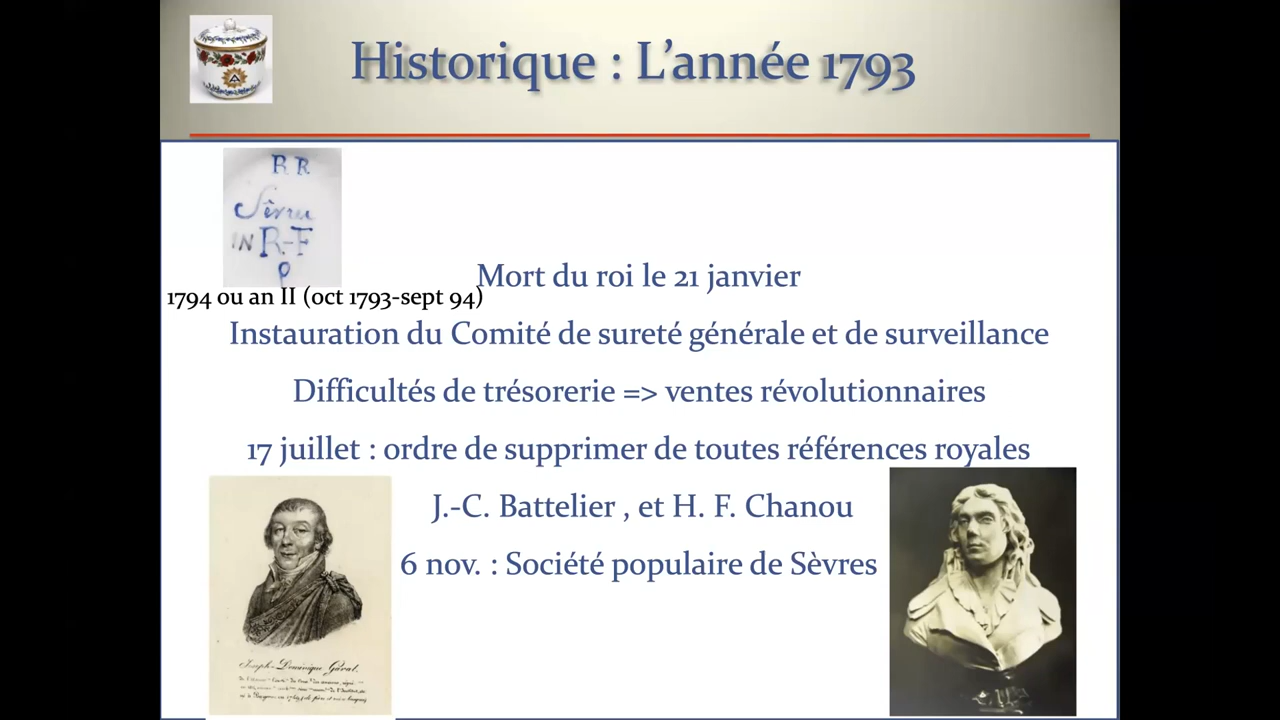 Historique : L'année 1793
R R
Sèvres
IN R-F
p
Mort du roi le 21 janvier
1794 ou an II (oct 1793-sept 94)
Instauration du Comité de sureté générale et de surveillance
Difficultés de trésorerie => ventes révolutionnaires
17 juillet : ordre de supprimer de toutes références royales
J.-C. Battelier , et H. F. Chanou
6 nov. : Société populaire de Sèvres
Joseph-Dominique Garat.